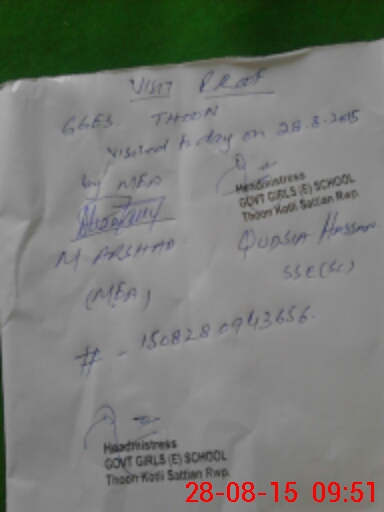 VISIT PROOF
GGES. THOON
Visited today on 28.8-2015
by MEA
M ARSHAD
(MEA)
Headmistress
GOVT GIRLS (E) SCHOOL
Thoon Kotli Sattian Rwp.
QUDSIA HASSAN
SSE(SC)
# - 1508280943656.
Headmistress
GOVT GIRLS (E) SCHOOL
Thoon Kotli Sattian Rwp.
28-08-15 09:51